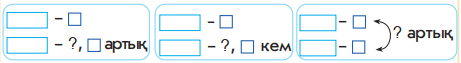 –
– ?, артық
–
– ?, кем
–
–
? артық